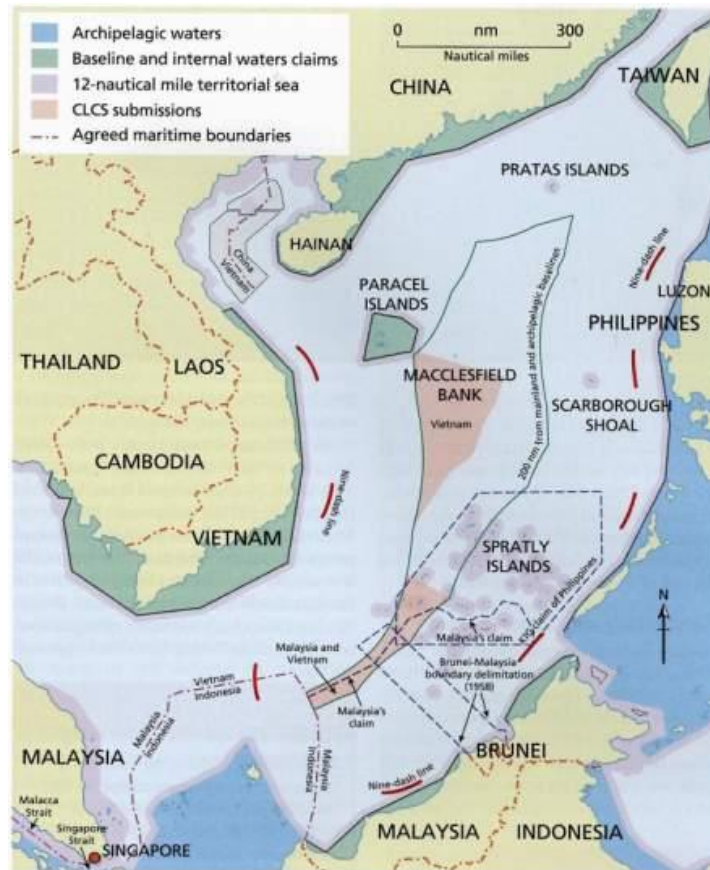 Archipelagic waters
Baseline and internal waters claims
12-nautical mile territorial sea
CLCS submissions
Agreed maritime boundaries
0 nm 300
Nautical miles
CHINA
TAIWAN
PRATAS ISLANDS
HAINAN
China
Vietnam
PARACEL
ISLANDS
Nine-dash line
LUZON
PHILIPPINES
THAILAND
LAOS
MACCLESFIELD
BANK
Vietnam
200 nm from mainland and archipelagic baselines
SCARBOROUGH
SHOAL
CAMBODIA
Nine-dash line
VIETNAM
SPRATLY
ISLANDS
N
KIG claim of Philippines
Malaysia's claim
Malaysia and
Vietnam
Brunei-Malaysia
boundary delimitation
(1958)
Vietnam
Indonesia
Malaysia's
claim
Malaysia
Indonesia
Malaysia
Indonesia
BRUNEI
MALAYSIA
Nine-dash line
Malacca
Strait
Singapore
Strait
SINGAPORE
MALAYSIA
INDONESIA